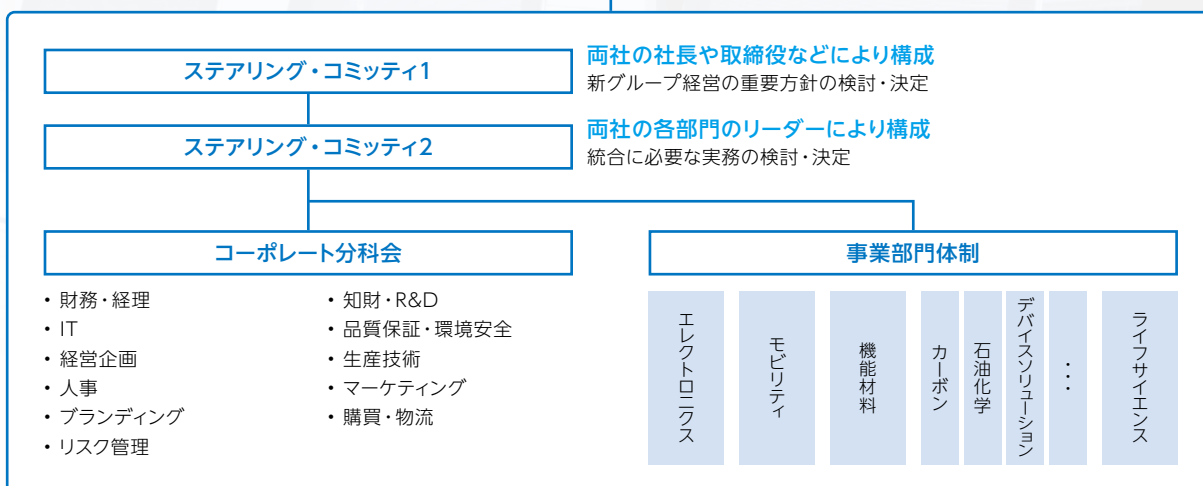 ステアリング・コミッティ1
両社の社長や取締役などにより構成
新グループ経営の重要方針の検討・決定
ステアリング・コミッティ2
両社の各部門のリーダーにより構成
統合に必要な実務の検討・決定
コーポレート分科会
• 財務・経理
• IT
• 経営企画
• 人事
• ブランディング
• リスク管理
• 知財・R&D
• 品質保証・環境安全
• 生産技術
• マーケティング
• 購買・物流
事業部門体制
エレクトロニクス
モビリティ
機能材料
カーボン
石油化学
デバイスソリューション
・・・
ライフサイエンス